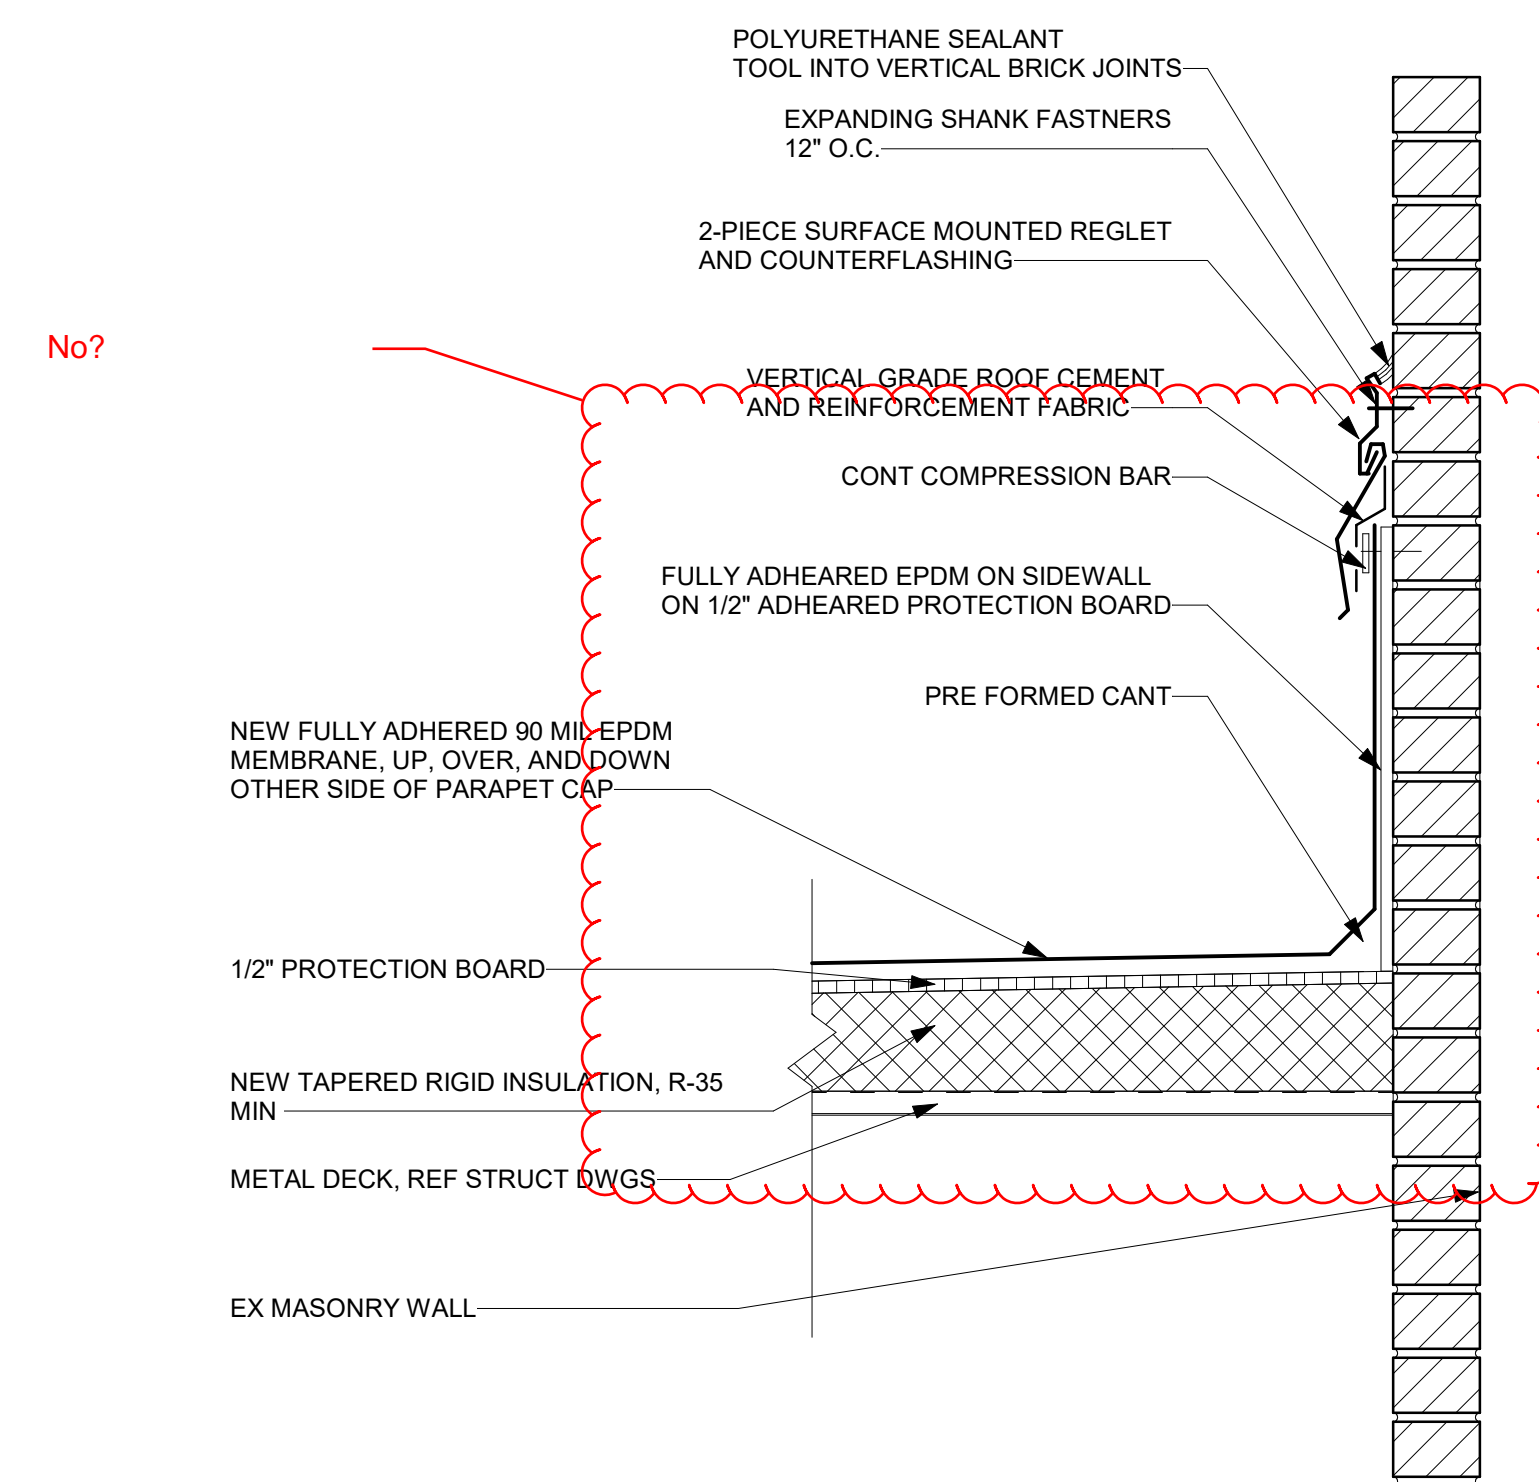 POLYURETHANE SEALANT
TOOL INTO VERTICAL BRICK JOINTS
EXPANDING SHANK FASTNERS
12" O.C.
2-PIECE SURFACE MOUNTED REGLET
AND COUNTERFLASHING
No?
VERTICAL GRADE ROOF CEMENT
AND REINFORCEMENT FABRIC
CONT COMPRESSION BAR
FULLY ADHEARED EPDM ON SIDEWALL
ON 1/2" ADHEARED PROTECTION BOARD
PRE FORMED CANT
NEW FULLY ADHERED 90 MIL EPDM
MEMBRANE, UP, OVER, AND DOWN
OTHER SIDE OF PARAPET CAP
1/2" PROTECTION BOARD
NEW TAPERED RIGID INSULATION, R-35
MIN
METAL DECK, REF STRUCT DWGS
EX MASONRY WALL